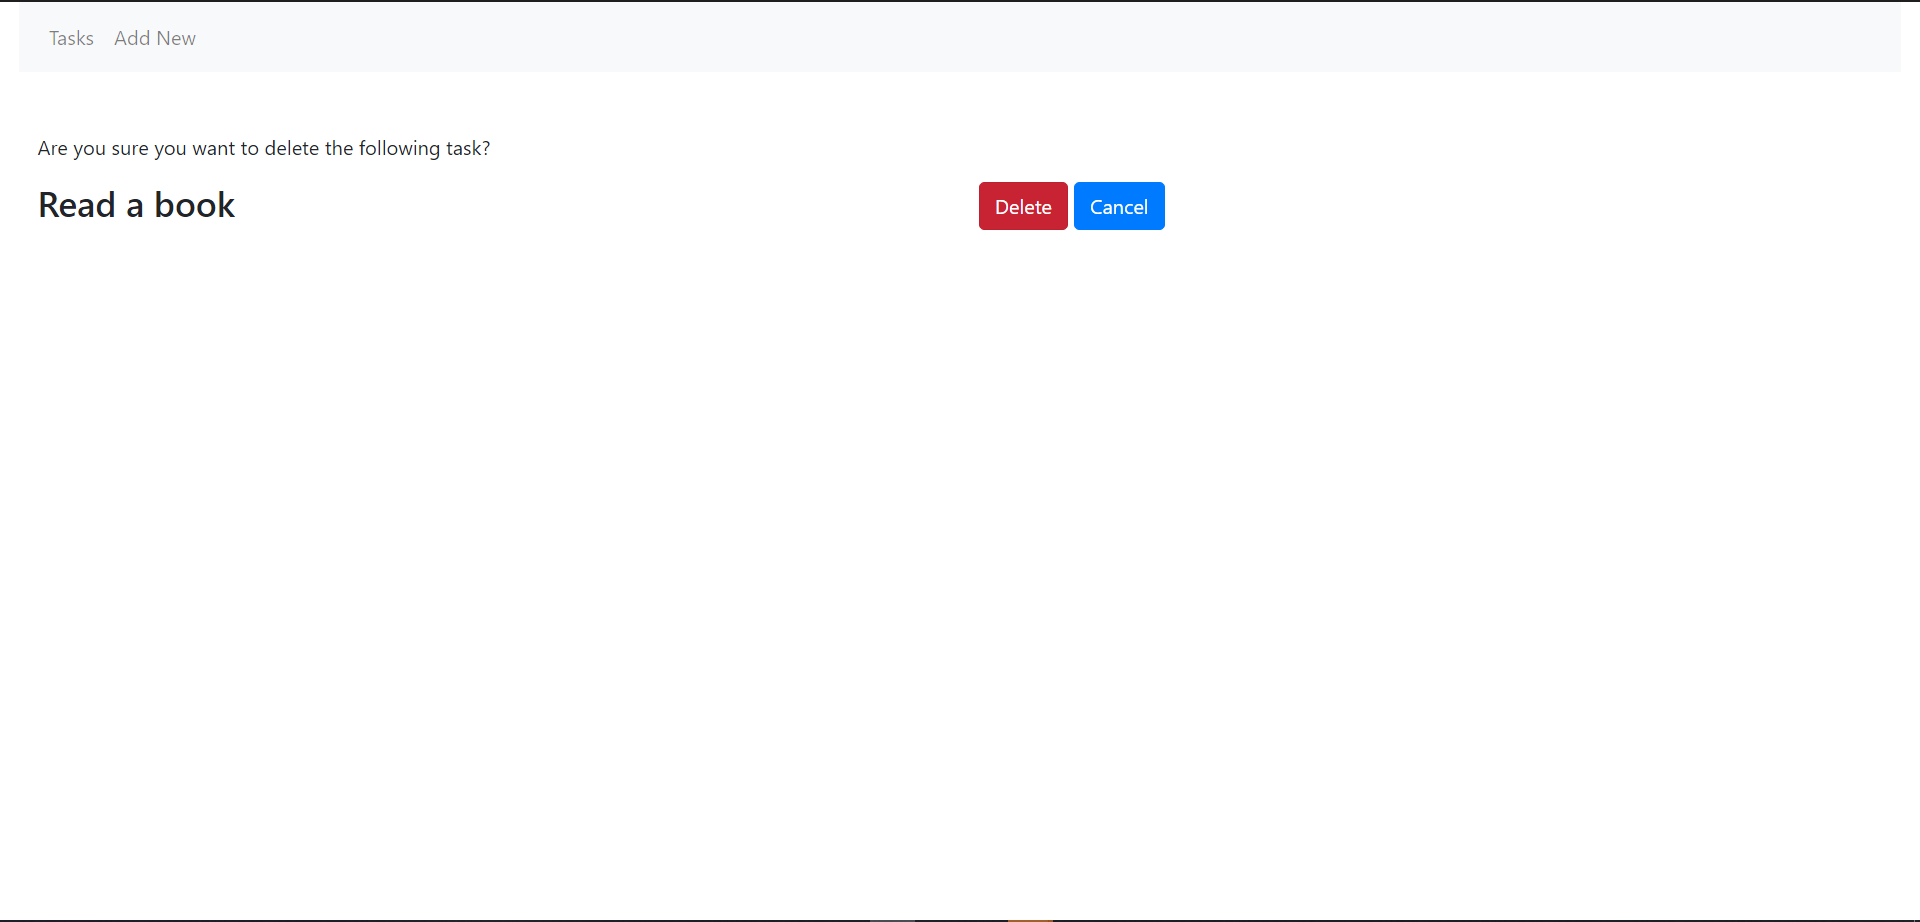 Tasks Add New
Are you sure you want to delete the following task?
Read a book Delete Cancel